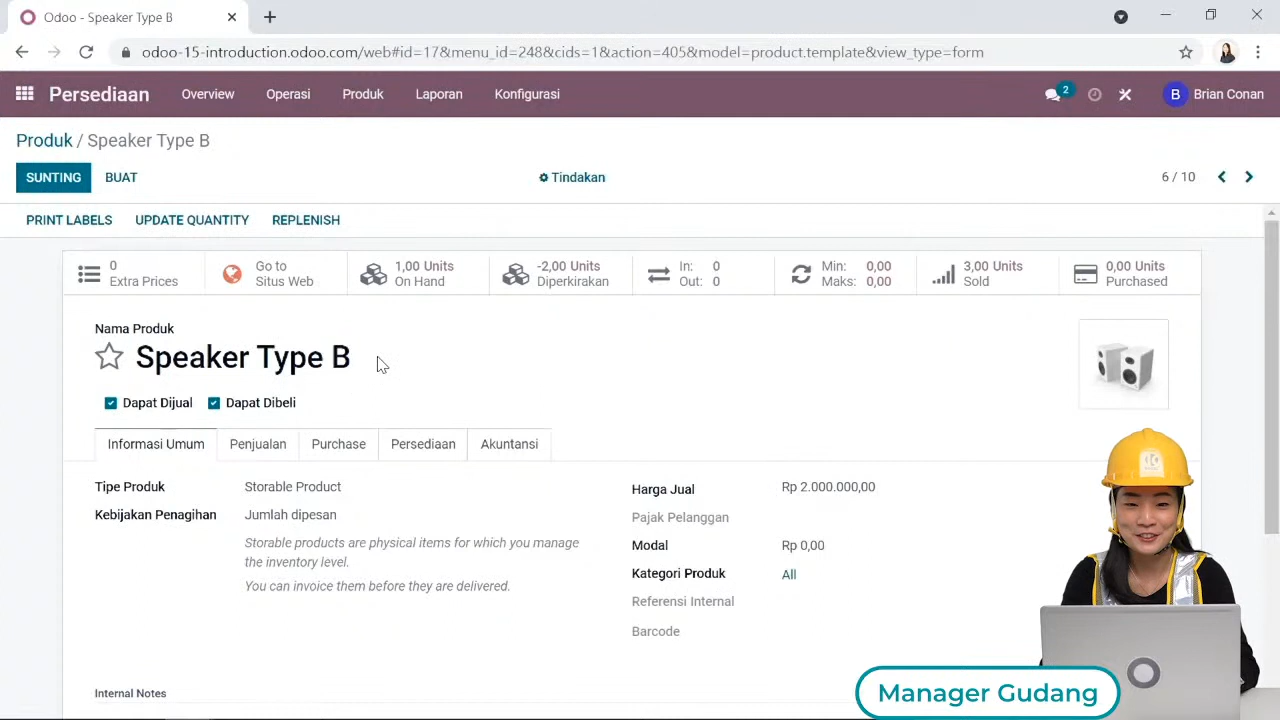 Odoo - Speaker Type B
odoo-15-introduction.odoo.com/web#id=17&menu_id=248&cids=1&action=405&model=product.template&view_type=form
Persediaan Overview Operasi Produk Laporan Konfigurasi 2 B Brian Conan
Produk / Speaker Type B
SUNTING BUAT Tindakan 6 / 10
PRINT LABELS UPDATE QUANTITY REPLENISH
0
Extra Prices
Go to
Situs Web
1,00 Units
On Hand
-2,00 Units
Diperkirakan
In: 0
Out: 0
Min: 0,00
Maks: 0,00
3,00 Units
Sold
0,00 Units
Purchased
Nama Produk
Speaker Type B
Dapat Dijual Dapat Dibeli
Informasi Umum Penjualan Purchase Persediaan Akuntansi
Tipe Produk Storable Product
Kebijakan Penagihan Jumlah dipesan
Storable products are physical items for which you manage
the inventory level.
You can invoice them before they are delivered.
Harga Jual Rp 2.000.000,00
Pajak Pelanggan
Modal Rp 0,00
Kategori Produk All
Referensi Internal
Barcode
Internal Notes
Manager Gudang